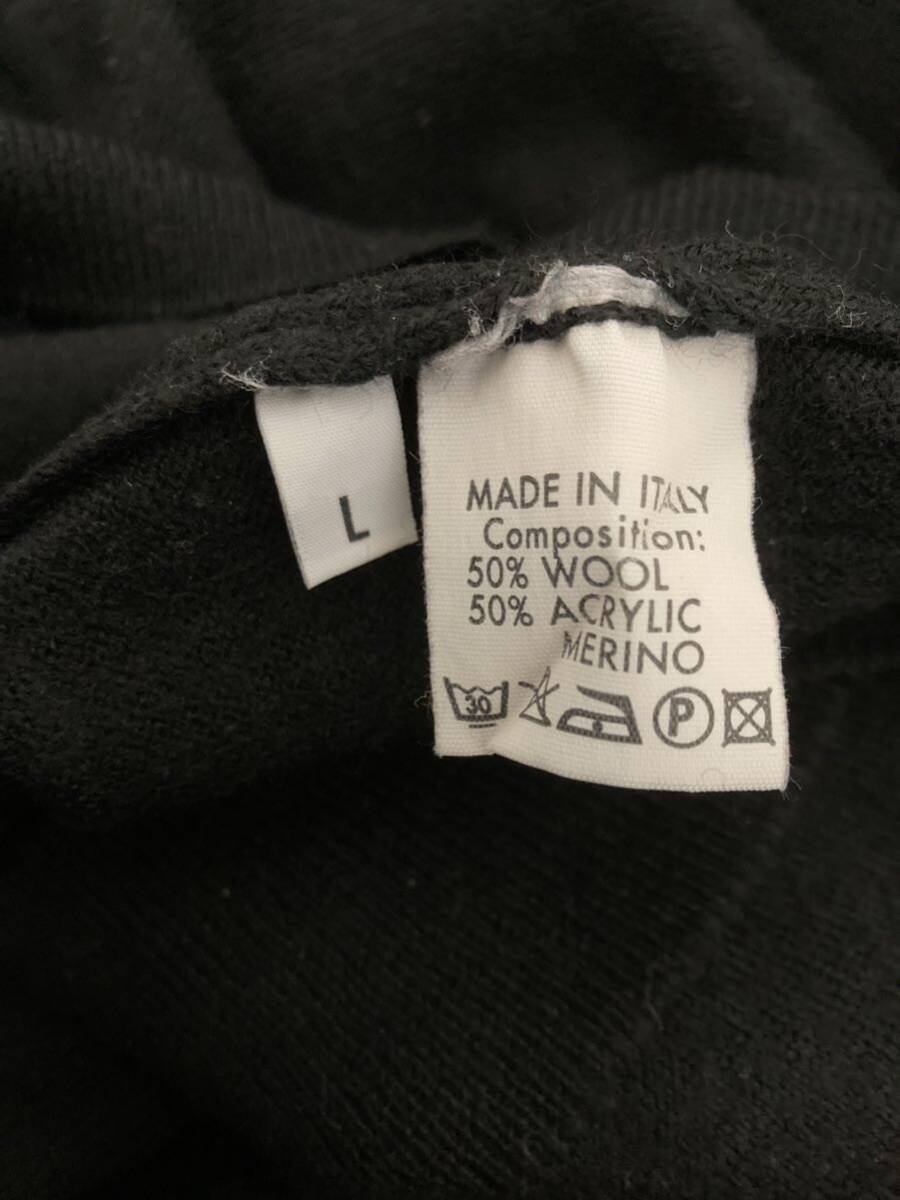 L
MADE IN ITALY
Composition:
50% WOOL
50% ACRYLIC
MERINO
30 P